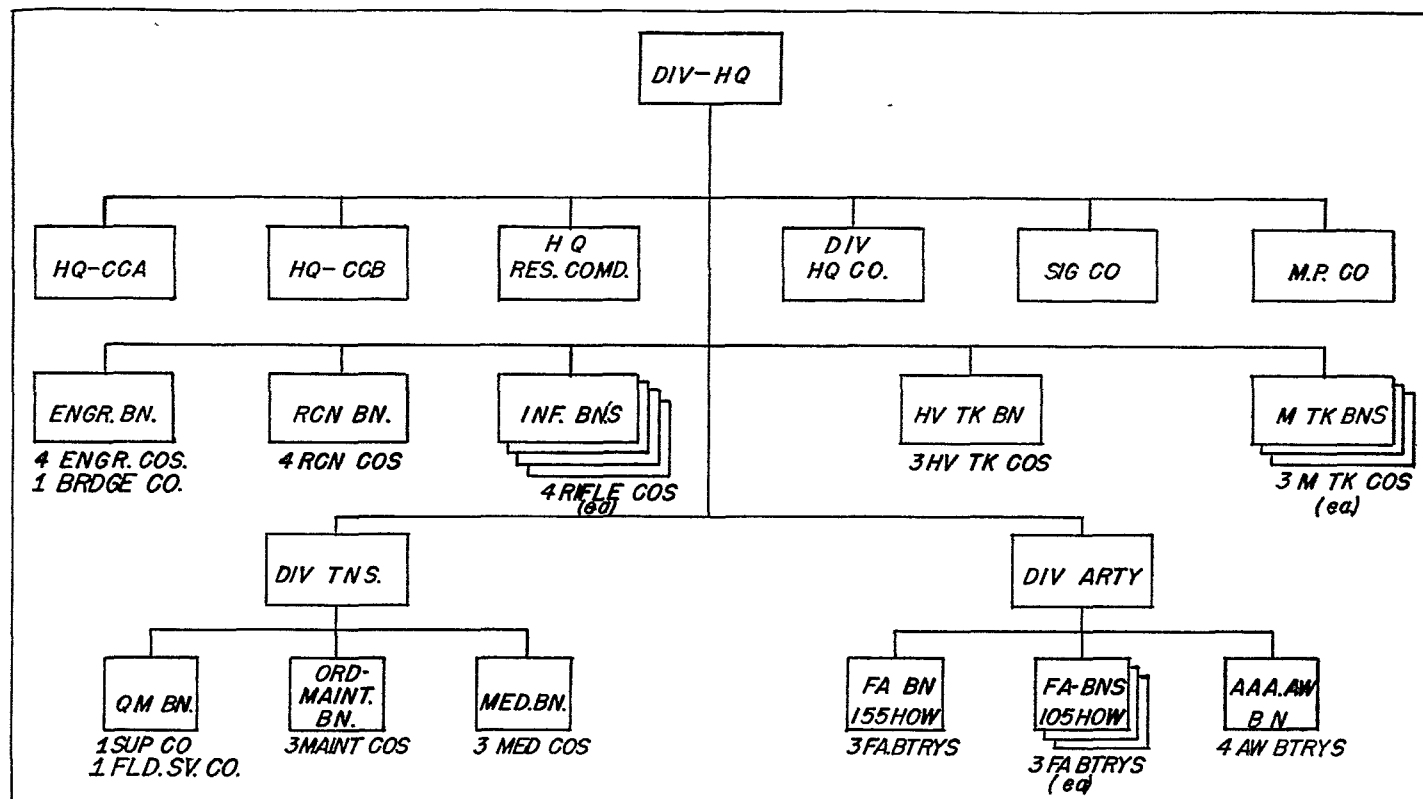 DIV-HQ
HQ-CCA
HQ-CCB
HQ
RES. COMD.
DIV
HQ CO.
SIG CO
M.P. CO
ENGR. BN.
4 ENGR. COS.
1 BRDGE CO.
RCN BN.
4 RCN COS
INF. BN'S
4 RIFLE COS
(ea)
HV TK BN
3 HV TK COS
M TK BNS
3 M TK COS
(ea.)
DIV TNS.
DIV ARTY
QM BN.
1 SUP CO
1 FLD. SV. CO.
ORD-
MAINT.
BN.
3 MAINT COS
MED. BN.
3 MED COS
FA BN
155 HOW
3 FA. BTRYS
FA-BNS
105 HOW
3 FA BTRYS
(ea)
AAA. AW
BN
4 AW BTRYS